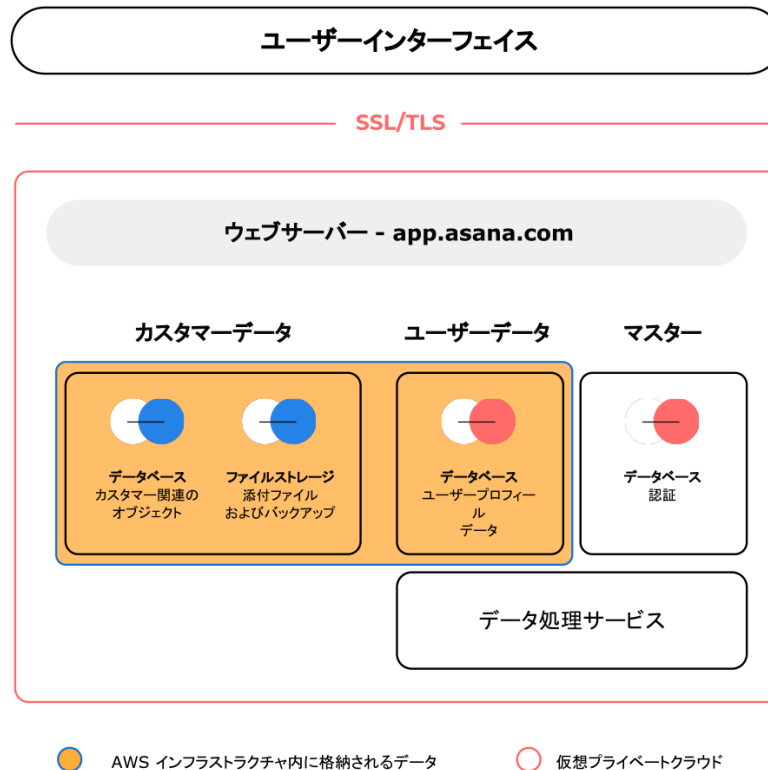 ユーザーインターフェイス
SSL/TLS
ウェブサーバー - app.asana.com
カスタマーデータ
ユーザーデータ
マスター
データベース
カスタマー関連の
オブジェクト
ファイルストレージ
添付ファイル
およびバックアップ
データベース
ユーザープロフィー
ル
データ
データベース
認証
データ処理サービス
AWS インフラストラクチャ内に格納されるデータ
仮想プライベートクラウド